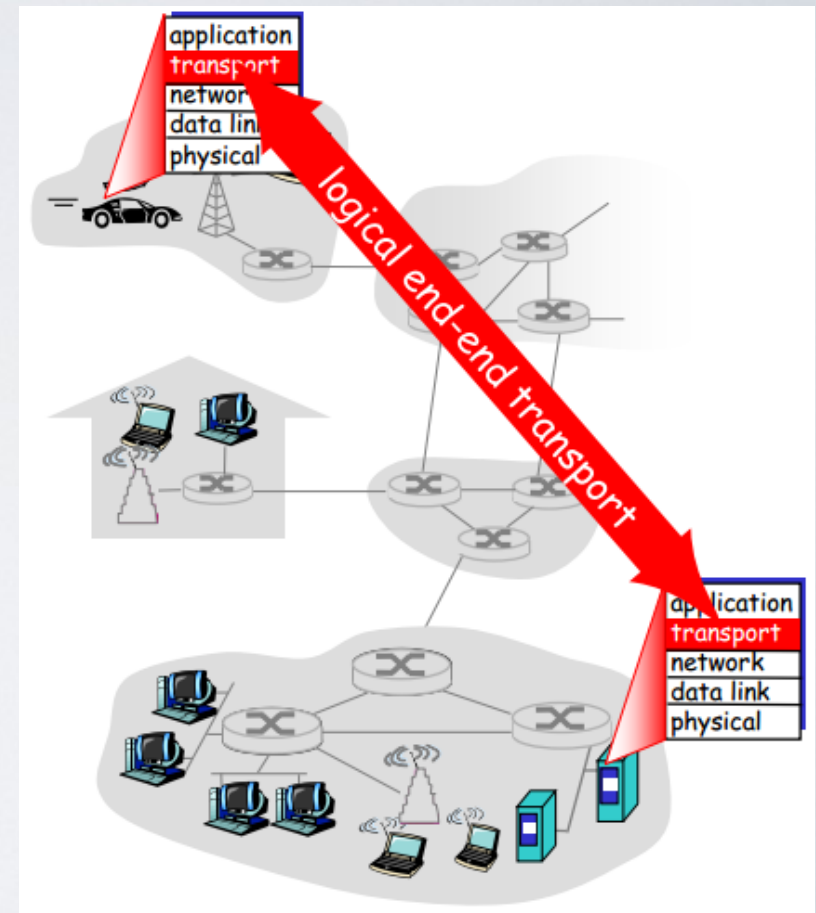 application
transport
network
data link
physical
logical end-end transport
application
transport
network
data link
physical